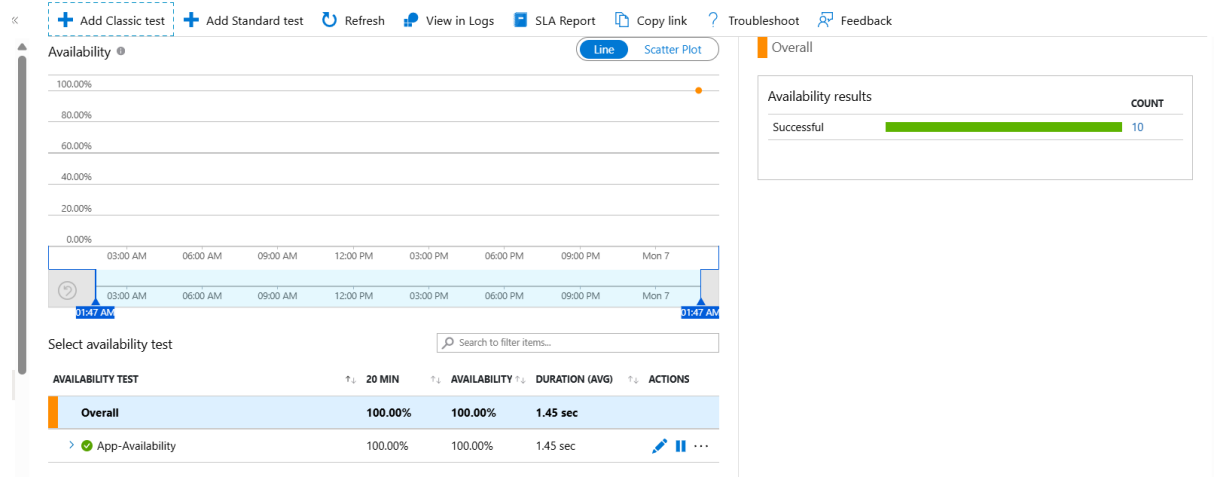 « Add Classic test Add Standard test Refresh View in Logs SLA Report Copy link Troubleshoot Feedback
Availability
Line Scatter Plot
100.00%
80.00%
60.00%
40.00%
20.00%
0.00%
03:00 AM 06:00 AM 09:00 AM 12:00 PM 03:00 PM 06:00 PM 09:00 PM Mon 7
03:00 AM 06:00 AM 09:00 AM 12:00 PM 03:00 PM 06:00 PM 09:00 PM Mon 7
01:47 AM 01:47 AM
Select availability test
Search to filter items...
AVAILABILITY TEST 20 MIN AVAILABILITY DURATION (AVG) ACTIONS
Overall 100.00% 100.00% 1.45 sec
App-Availability 100.00% 100.00% 1.45 sec ···
Overall
Availability results COUNT
Successful 10